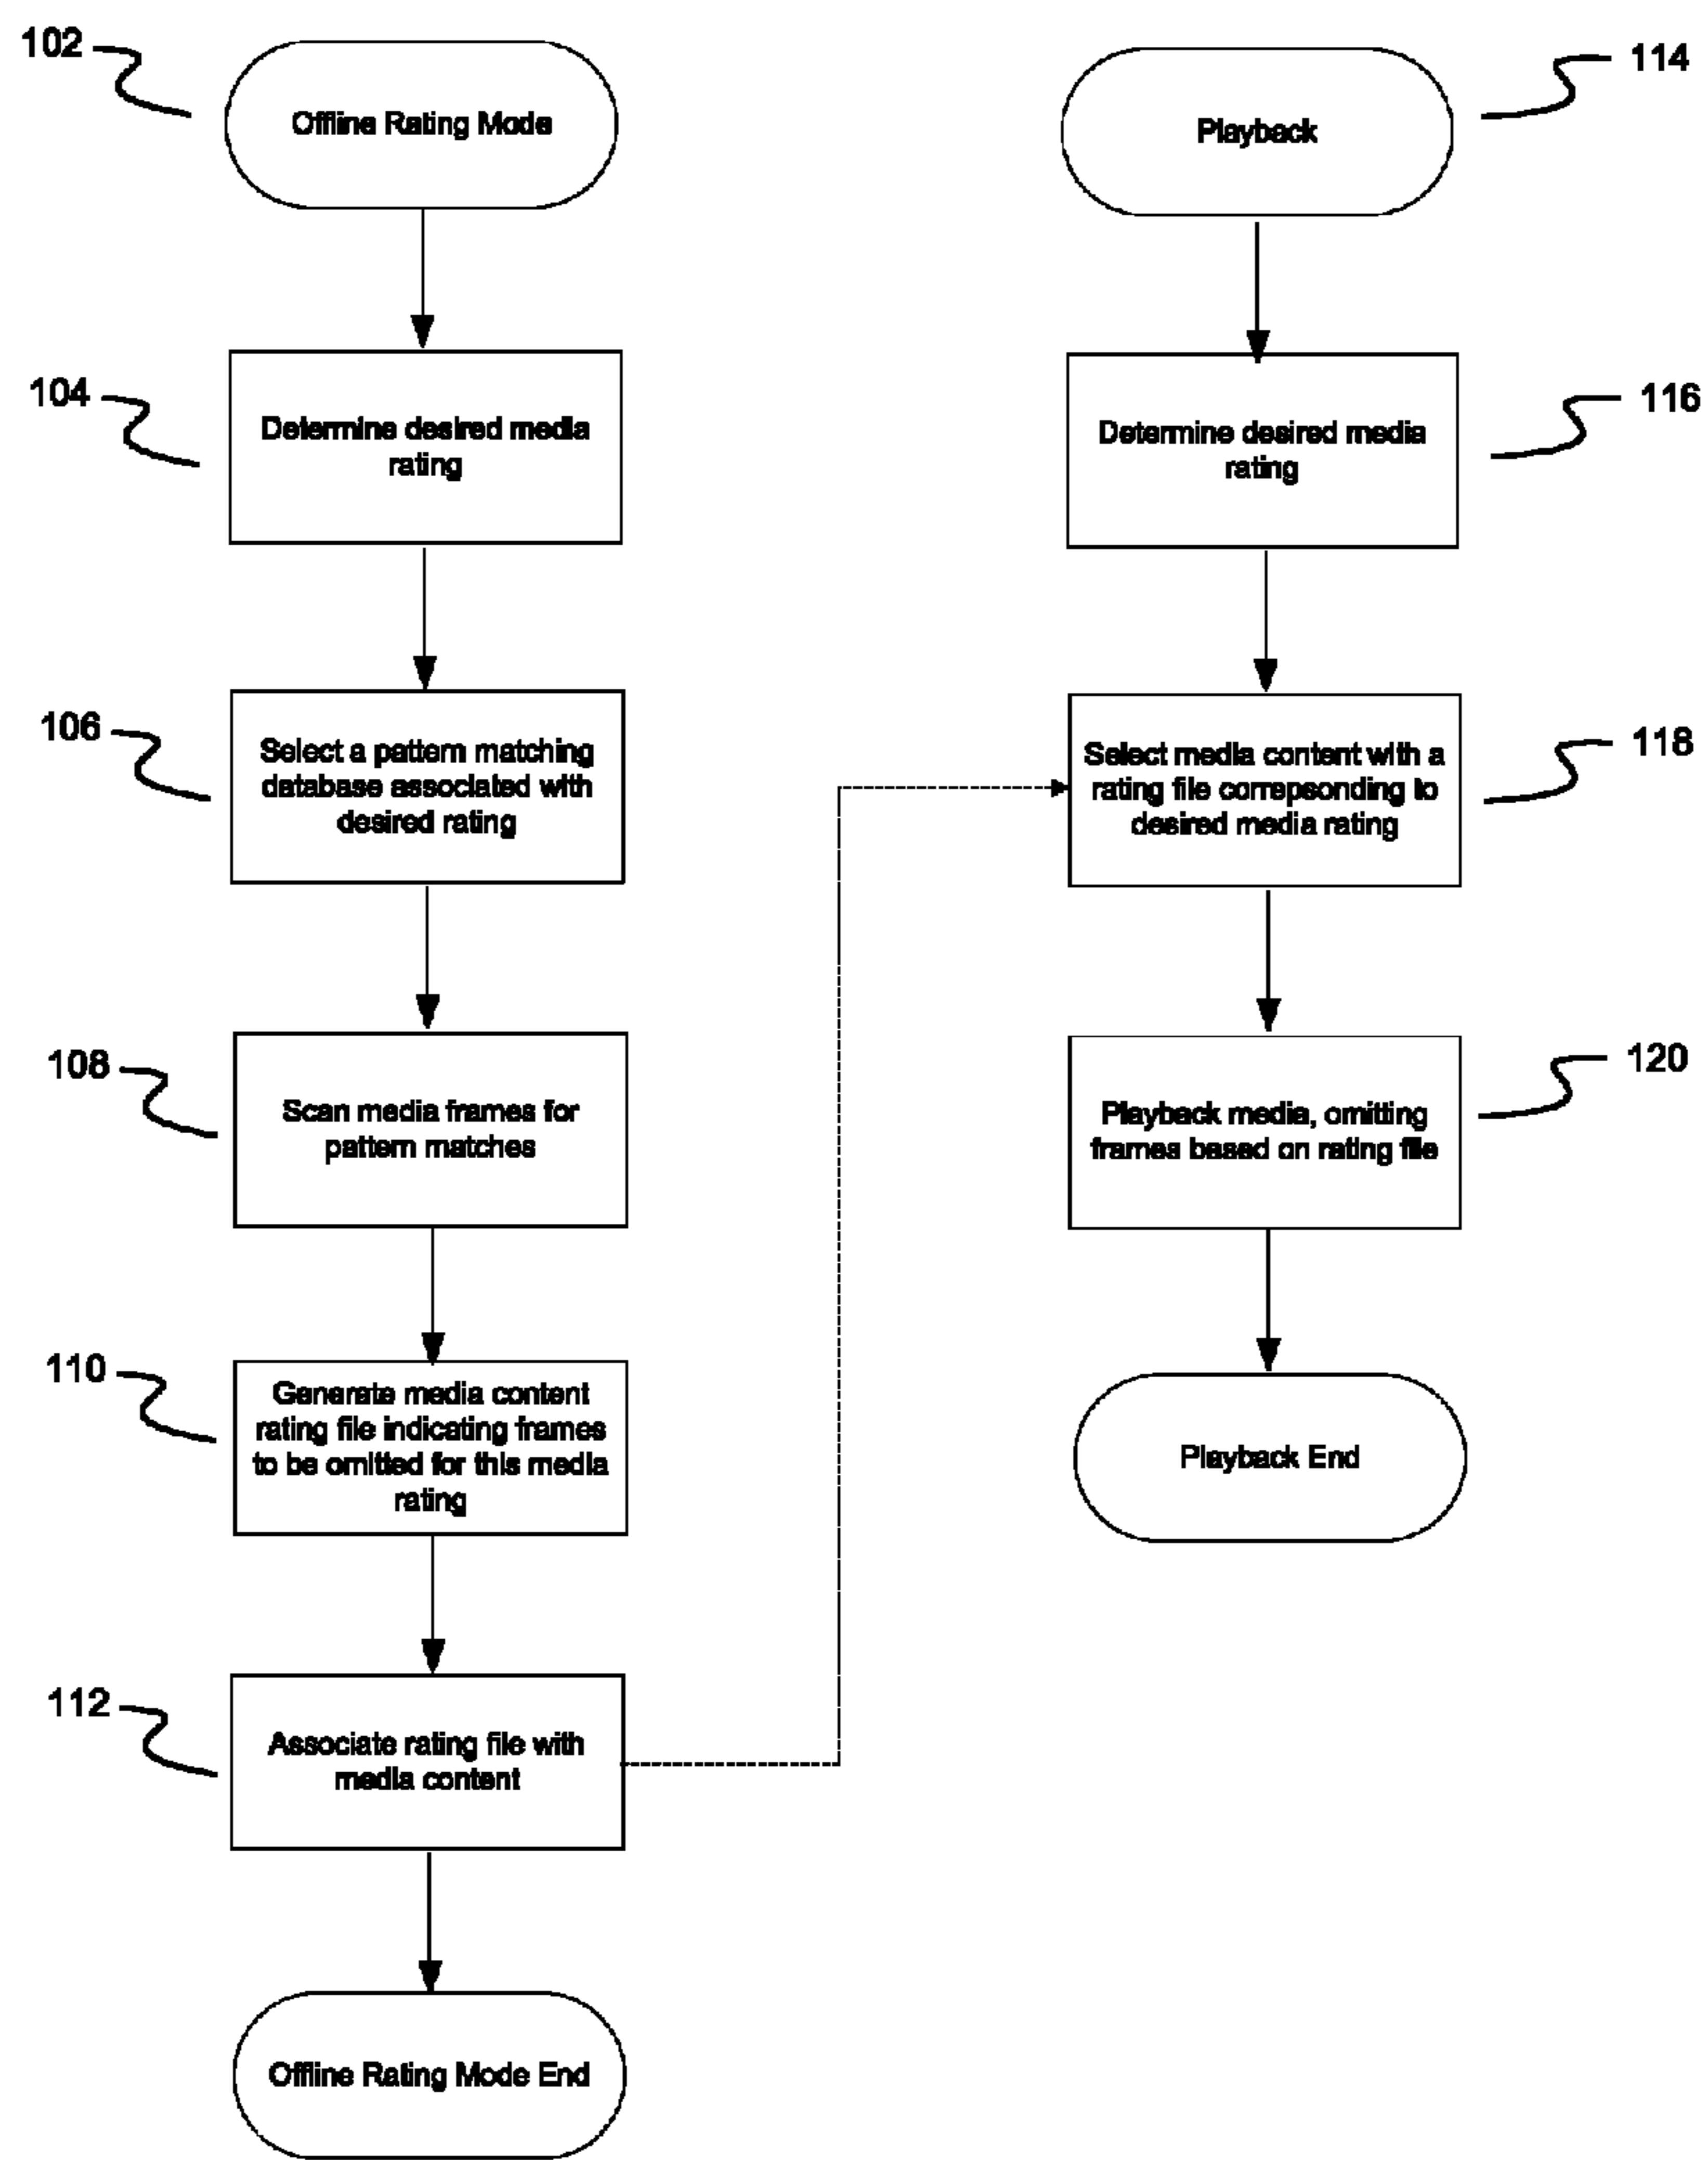 102
Offline Rating Mode
104
Determine desired media
rating
106
Select a pattern matching
database associated with
desired rating
108
Scan media frames for
pattern matches
110
Generate media content
rating file indicating frames
to be omitted for this media
rating
112
Associate rating file with
media content
Offline Rating Mode End
114
Playback
116
Determine desired media
rating
118
Select media content with a
rating file correpsonding to
desired media rating
120
Playback media, omitting
frames based on rating file
Playback End